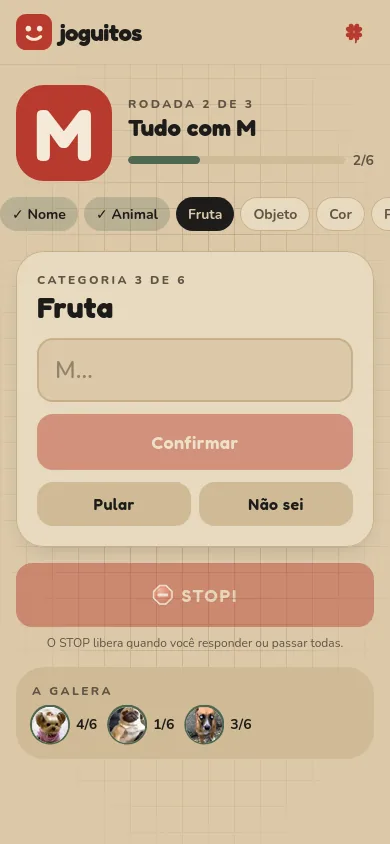 joguitos
M
RODADA 2 DE 3
Tudo com M
2/6
✓ Nome
✓ Animal
Fruta
Objeto
Cor
CATEGORIA 3 DE 6
Fruta
M...
Confirmar
Pular
Não sei
STOP!
O STOP libera quando você responder ou passar todas.
A GALERA
4/6
1/6
3/6